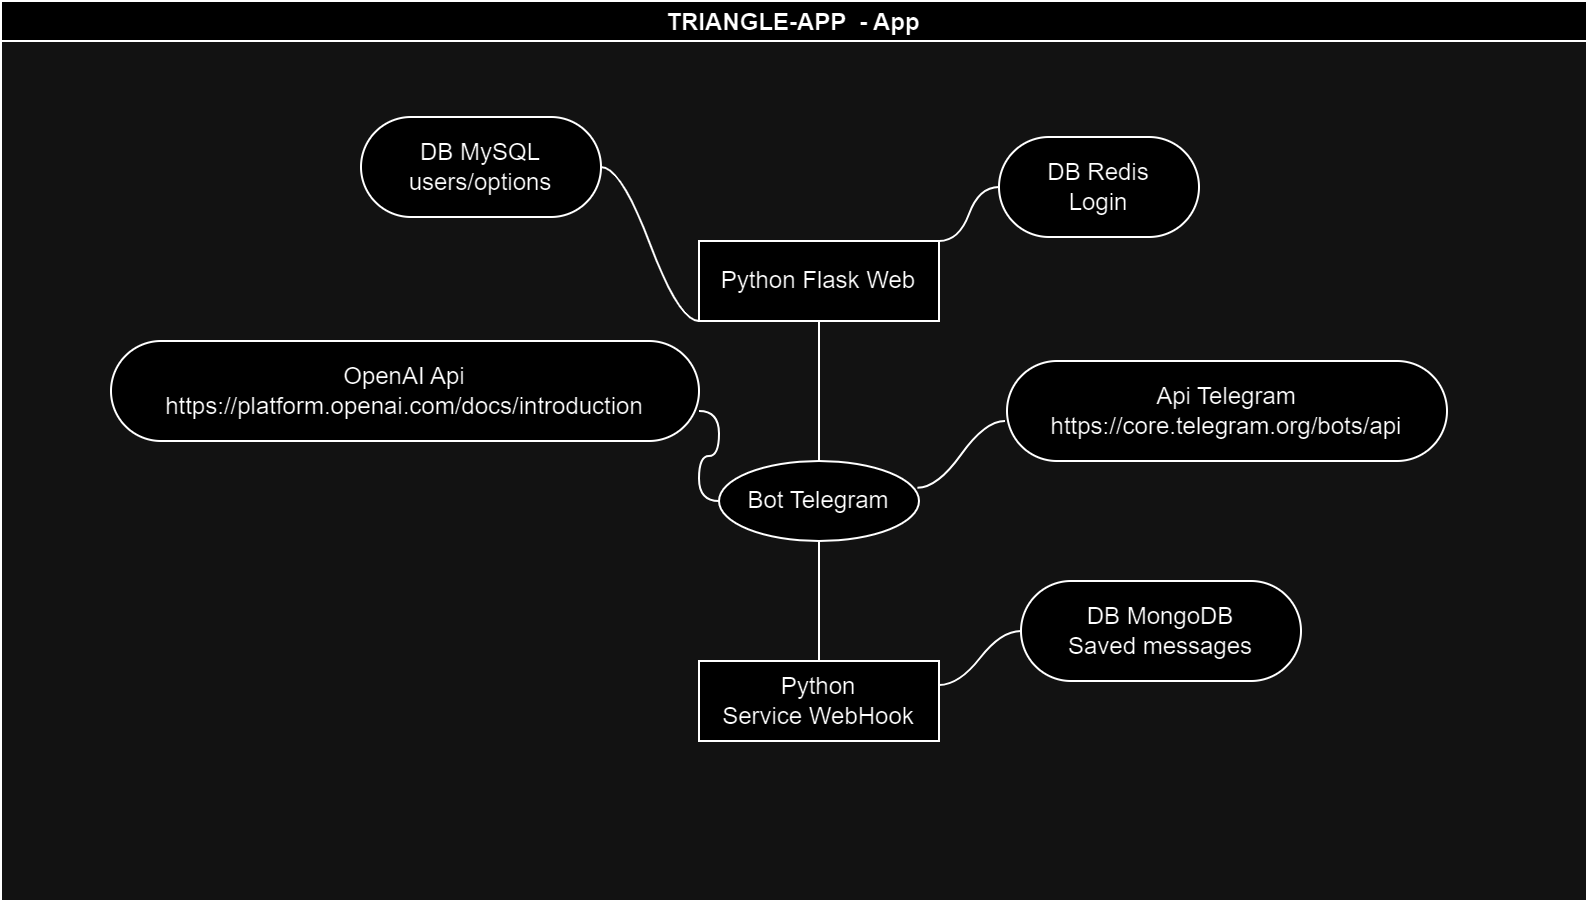 TRIANGLE-APP  - App
DB MySQL
users/options
DB Redis
Login
Python Flask Web
OpenAI Api
https://platform.openai.com/docs/introduction
Api Telegram
https://core.telegram.org/bots/api
Bot Telegram
DB MongoDB
Saved messages
Python
Service WebHook